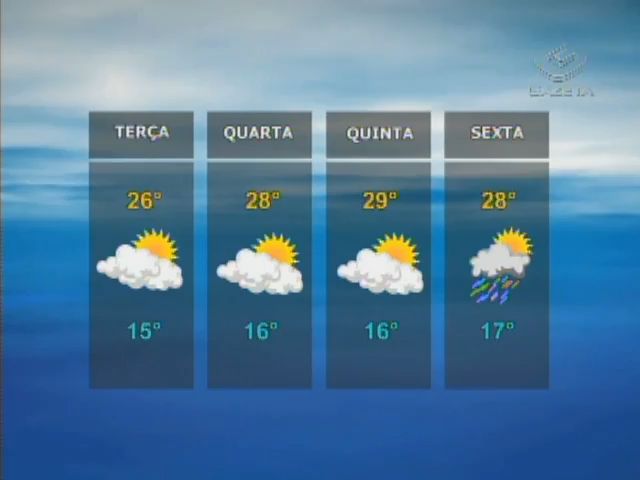 GAZETA
TERÇA QUARTA QUINTA SEXTA
26° 28° 29° 28°
15° 16° 16° 17°